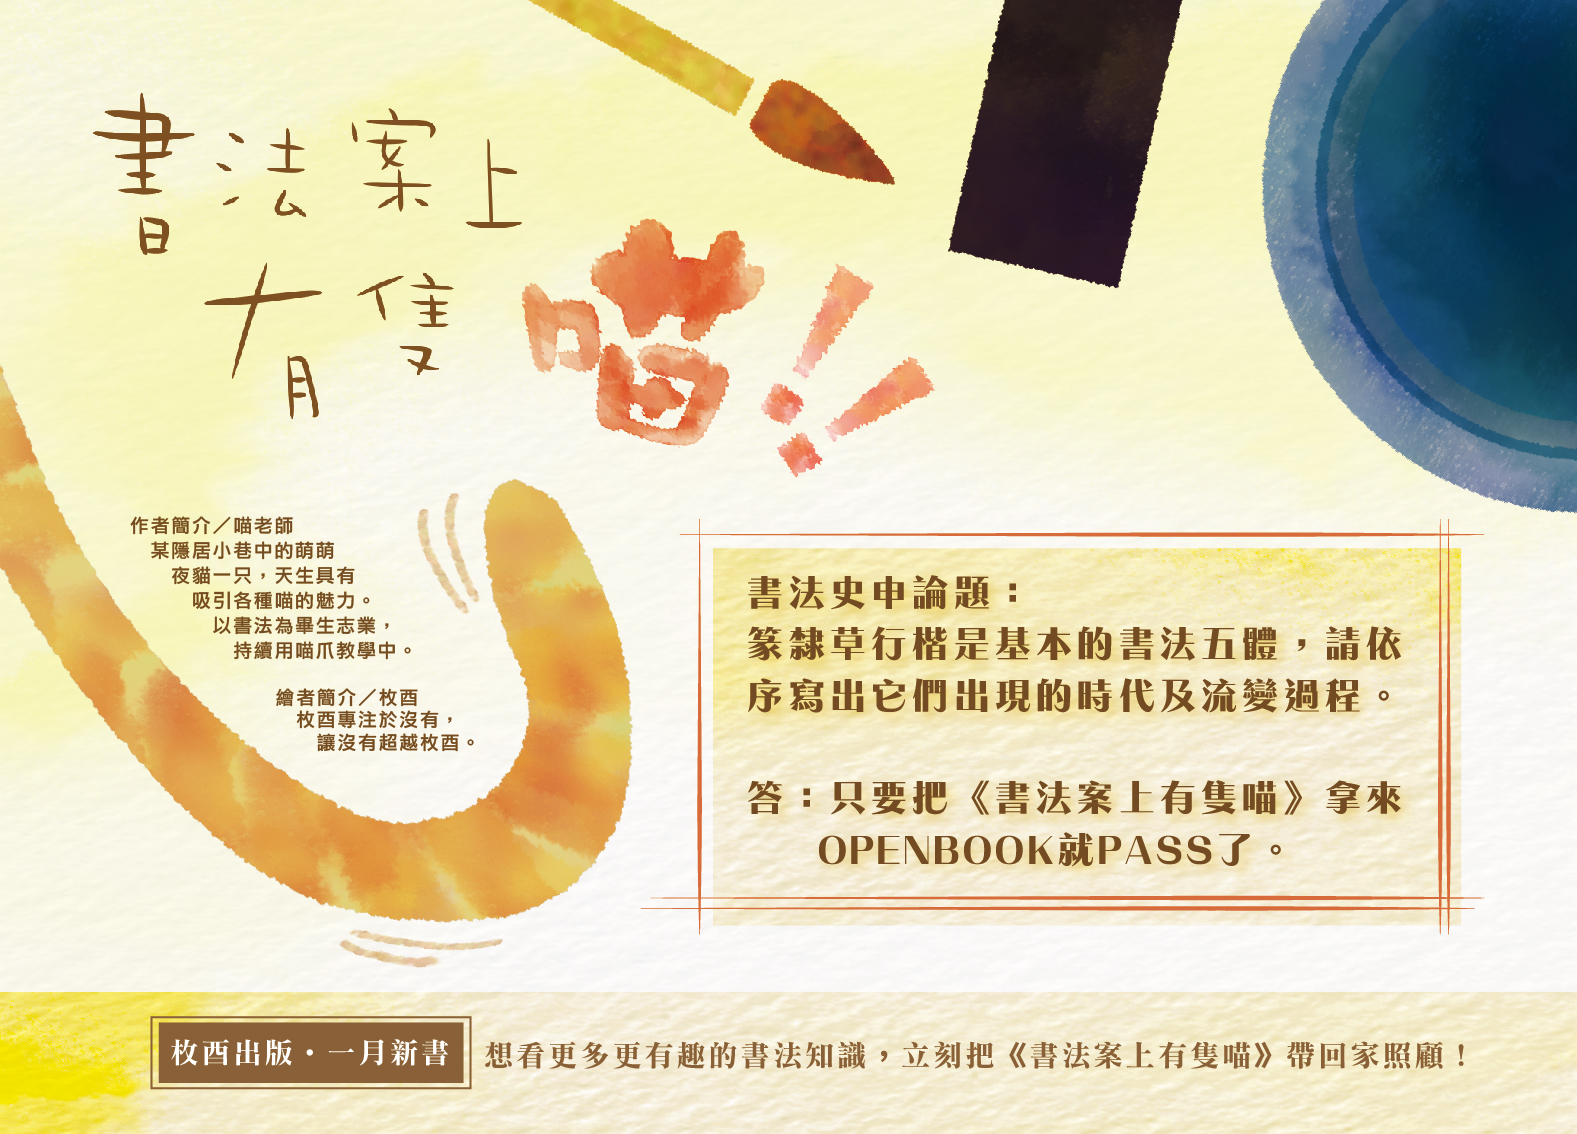 書法案上
有隻喵!!
作者簡介／喵老師
某隱居小巷中的萌萌
夜貓一只，天生具有
吸引各種喵的魅力。
以書法為畢生志業，
持續用喵爪教學中。
繪者簡介／枚酉
枚酉專注於沒有，
讓沒有超越枚酉。
書法史申論題：
篆隸草行楷是基本的書法五體，請依
序寫出它們出現的時代及流變過程。
答：只要把《書法案上有隻喵》拿來
OPENBOOK就PASS了。
枚酉出版・一月新書
想看更多更有趣的書法知識，立刻把《書法案上有隻喵》帶回家照顧！